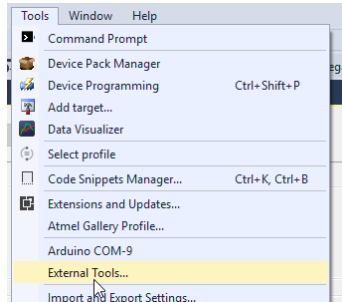 Tools Window Help
Command Prompt
Device Pack Manager
Device Programming Ctrl+Shift+P
Add target...
Data Visualizer
Select profile
Code Snippets Manager... Ctrl+K, Ctrl+B
Extensions and Updates...
Atmel Gallery Profile...
Arduino COM-9
External Tools...
Import and Export Settings...